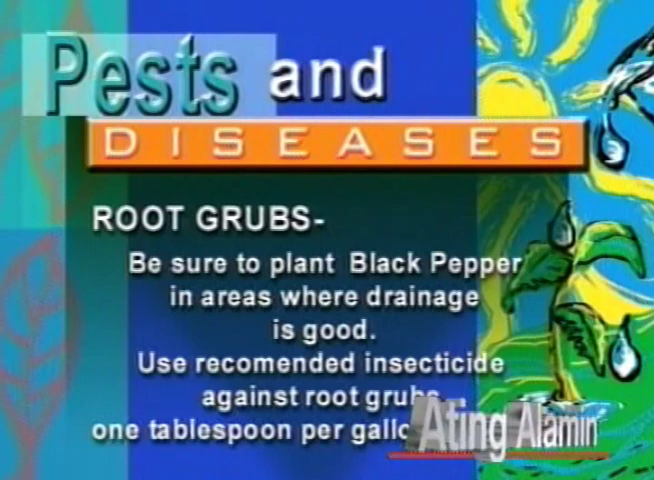 Pests and
DISEASES
ROOT GRUBS-
Be sure to plant Black Pepper
in areas where drainage
is good.
Use recomended insecticide
against root grubs
one tablespoon per
Ating Alamin